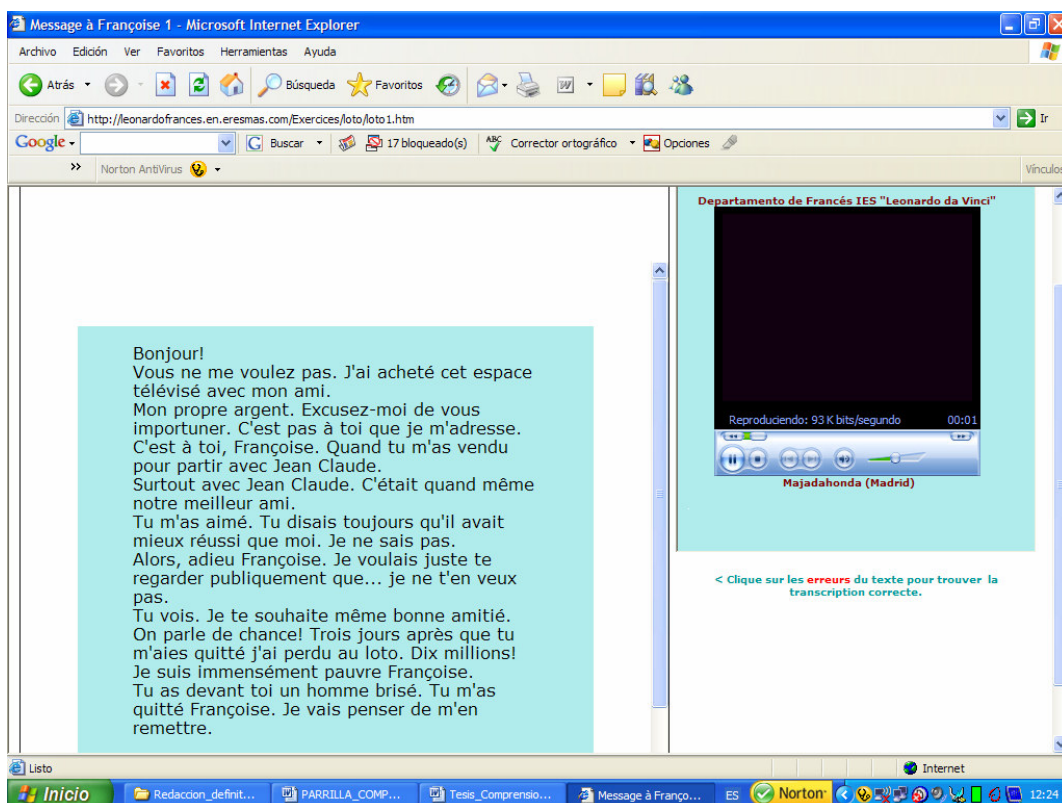 Message à Françoise 1 - Microsoft Internet Explorer
Archivo Edición Ver Favoritos Herramientas Ayuda
Atrás Búsqueda Favoritos
Dirección http://leonardofrances.en.eresmas.com/Exercices/loto/loto1.htm Ir
Google Buscar 17 bloqueado(s) ABC Corrector ortográfico Opciones
» Norton AntiVirus Vínculos
Departamento de Francés IES "Leonardo da Vinci"
Reproduciendo: 93 K bits/segundo 00:01
Majadahonda (Madrid)
< Clique sur les erreurs du texte pour trouver la
transcription correcte.
Bonjour!
Vous ne me voulez pas. J'ai acheté cet espace
télévisé avec mon ami.
Mon propre argent. Excusez-moi de vous
importuner. C'est pas à toi que je m'adresse.
C'est à toi, Françoise. Quand tu m'as vendu
pour partir avec Jean Claude.
Surtout avec Jean Claude. C'était quand même
notre meilleur ami.
Tu m'as aimé. Tu disais toujours qu'il avait
mieux réussi que moi. Je ne sais pas.
Alors, adieu Françoise. Je voulais juste te
regarder publiquement que... je ne t'en veux
pas.
Tu vois. Je te souhaite même bonne amitié.
On parle de chance! Trois jours après que tu
m'aies quitté j'ai perdu au loto. Dix millions!
Je suis immensément pauvre Françoise.
Tu as devant toi un homme brisé. Tu m'as
quitté Françoise. Je vais penser de m'en
remettre.
Listo Internet
Inicio Redaccion_definit... PARRILLA_COMP... Tesis_Comprensio... Message à Franço... ES Norton 12:24